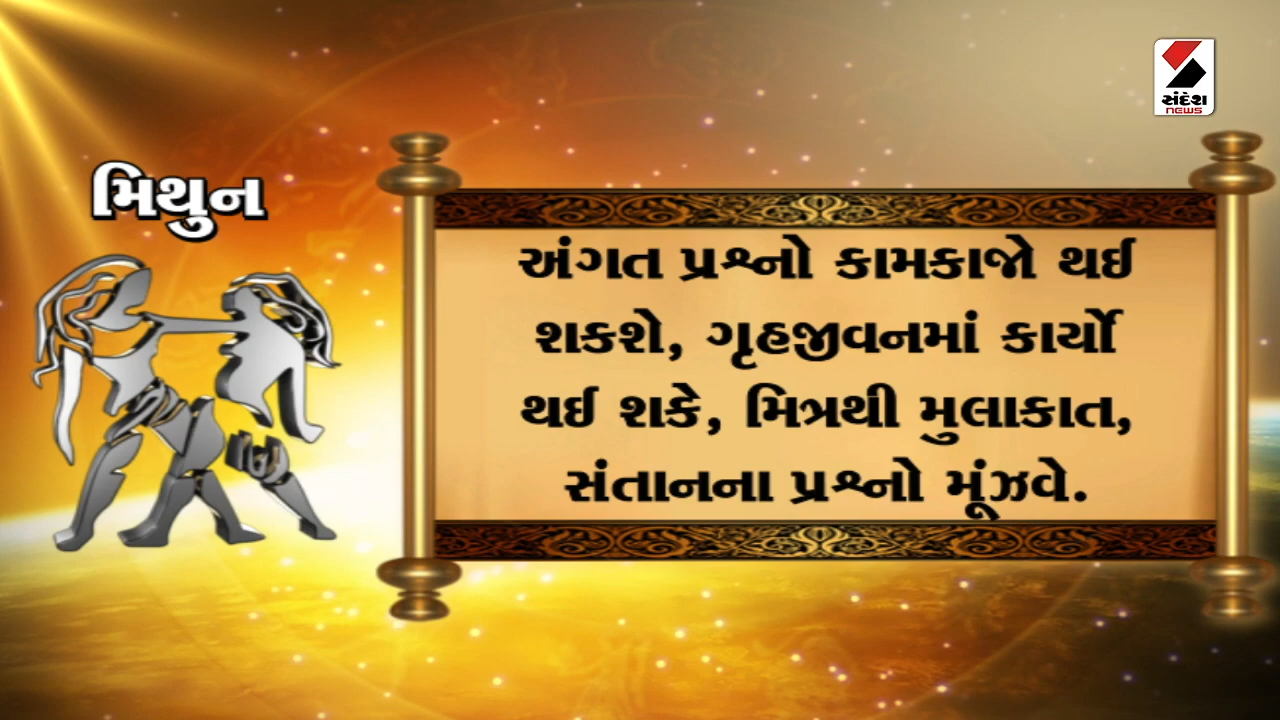 સંદેશ
NEWS
મિથુન
અંગત પ્રશ્નો કામકાજો થઈ
શકશે, ગૃહજીવનમાં કાર્યો
થઈ શકે, મિત્રથી મુલાકાત,
સંતાનના પ્રશ્નો મૂંઝવે.